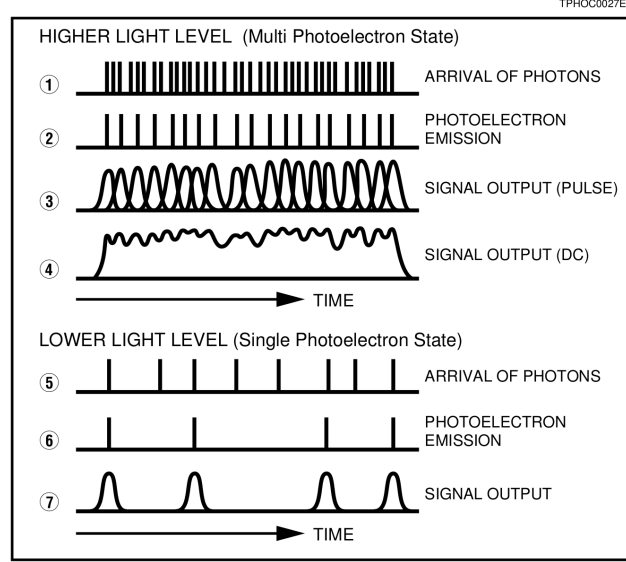 TPHOC0027E
HIGHER LIGHT LEVEL (Multi Photoelectron State)
① ARRIVAL OF PHOTONS
② PHOTOELECTRON
EMISSION
③ SIGNAL OUTPUT (PULSE)
④ SIGNAL OUTPUT (DC)
TIME
LOWER LIGHT LEVEL (Single Photoelectron State)
⑤ ARRIVAL OF PHOTONS
⑥ PHOTOELECTRON
EMISSION
⑦ SIGNAL OUTPUT
TIME